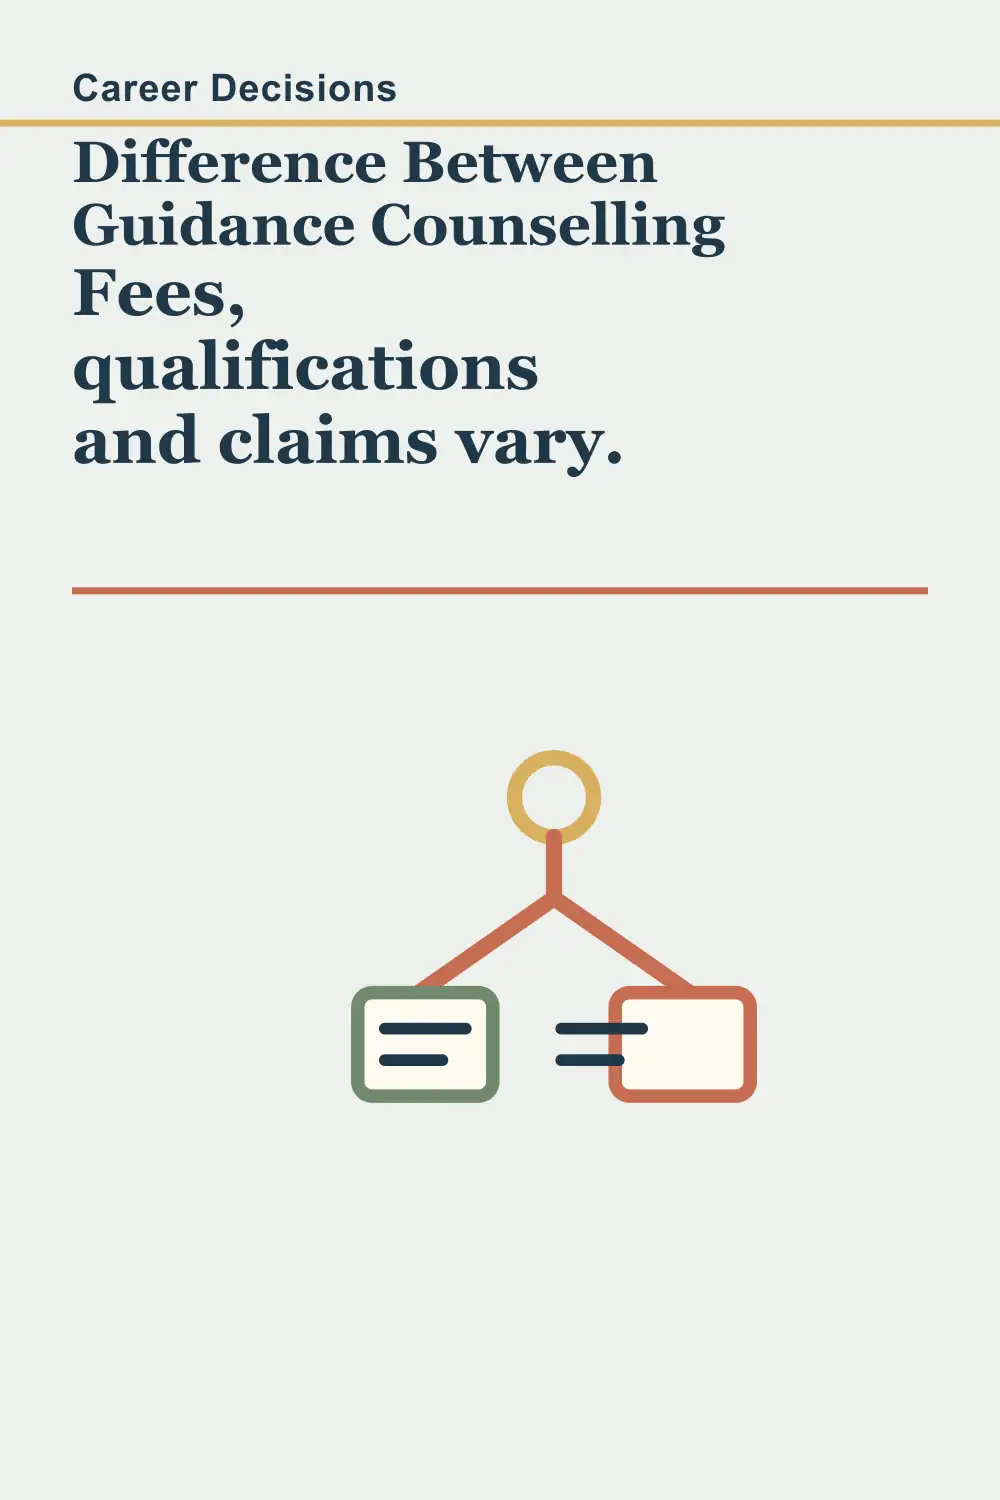 Career Decisions
Difference Between
Guidance Counselling
Fees,
qualifications
and claims vary.